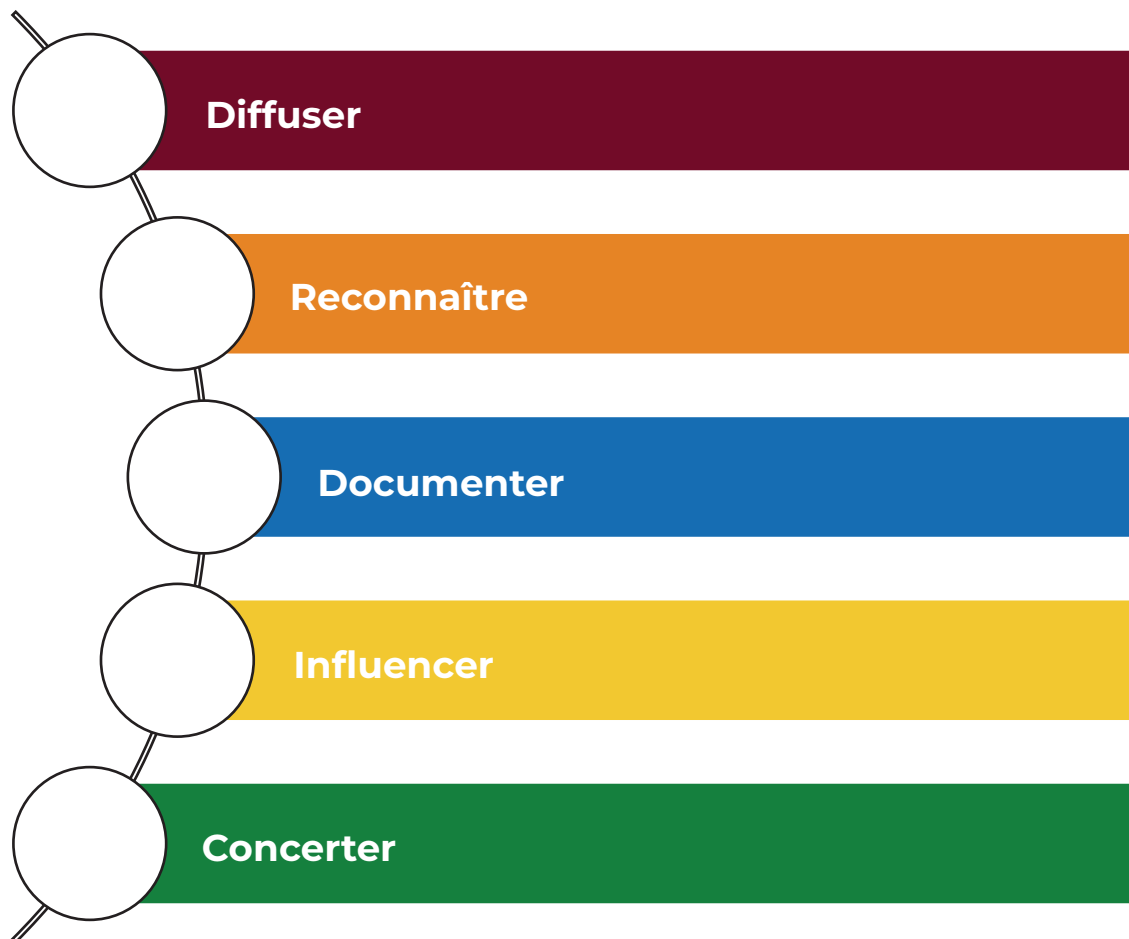 Diffuser
Reconnaître
Documenter
Influencer
Concerter